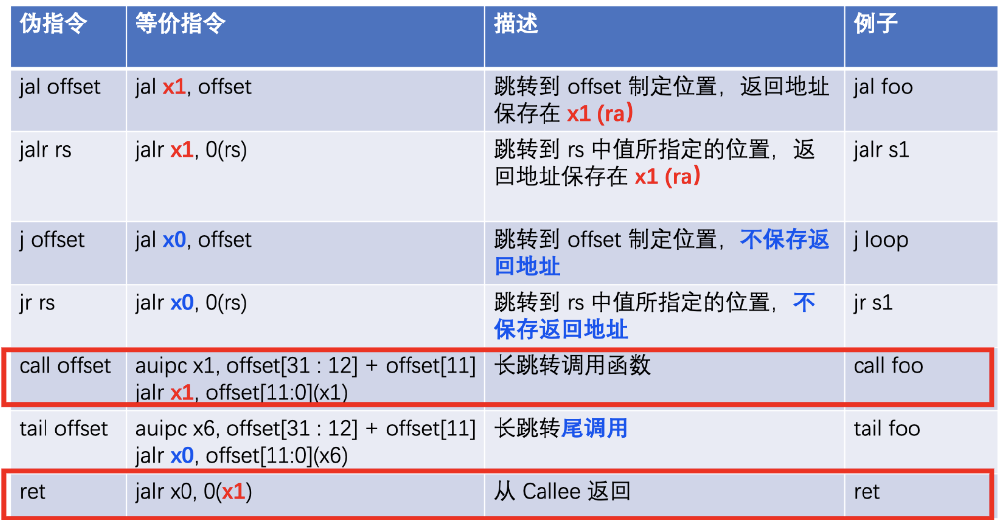 伪指令 等价指令 描述 例子
jal offset jal x1, offset 跳转到 offset 制定位置，返回地址 jal foo
保存在 x1 (ra)
jalr rs jalr x1, 0(rs) 跳转到 rs 中值所指定的位置，返 jalr s1
回地址保存在 x1 (ra)
j offset jal x0, offset 跳转到 offset 制定位置，不保存返 j loop
回地址
jr rs jalr x0, 0(rs) 跳转到 rs 中值所指定的位置，不 jr s1
保存返回地址
call offset auipc x1, offset[31 : 12] + offset[11] 长跳转调用函数 call foo
jalr x1, offset[11:0](x1)
tail offset auipc x6, offset[31 : 12] + offset[11] 长跳转尾调用 tail foo
jalr x0, offset[11:0](x6)
ret jalr x0, 0(x1) 从 Callee 返回 ret